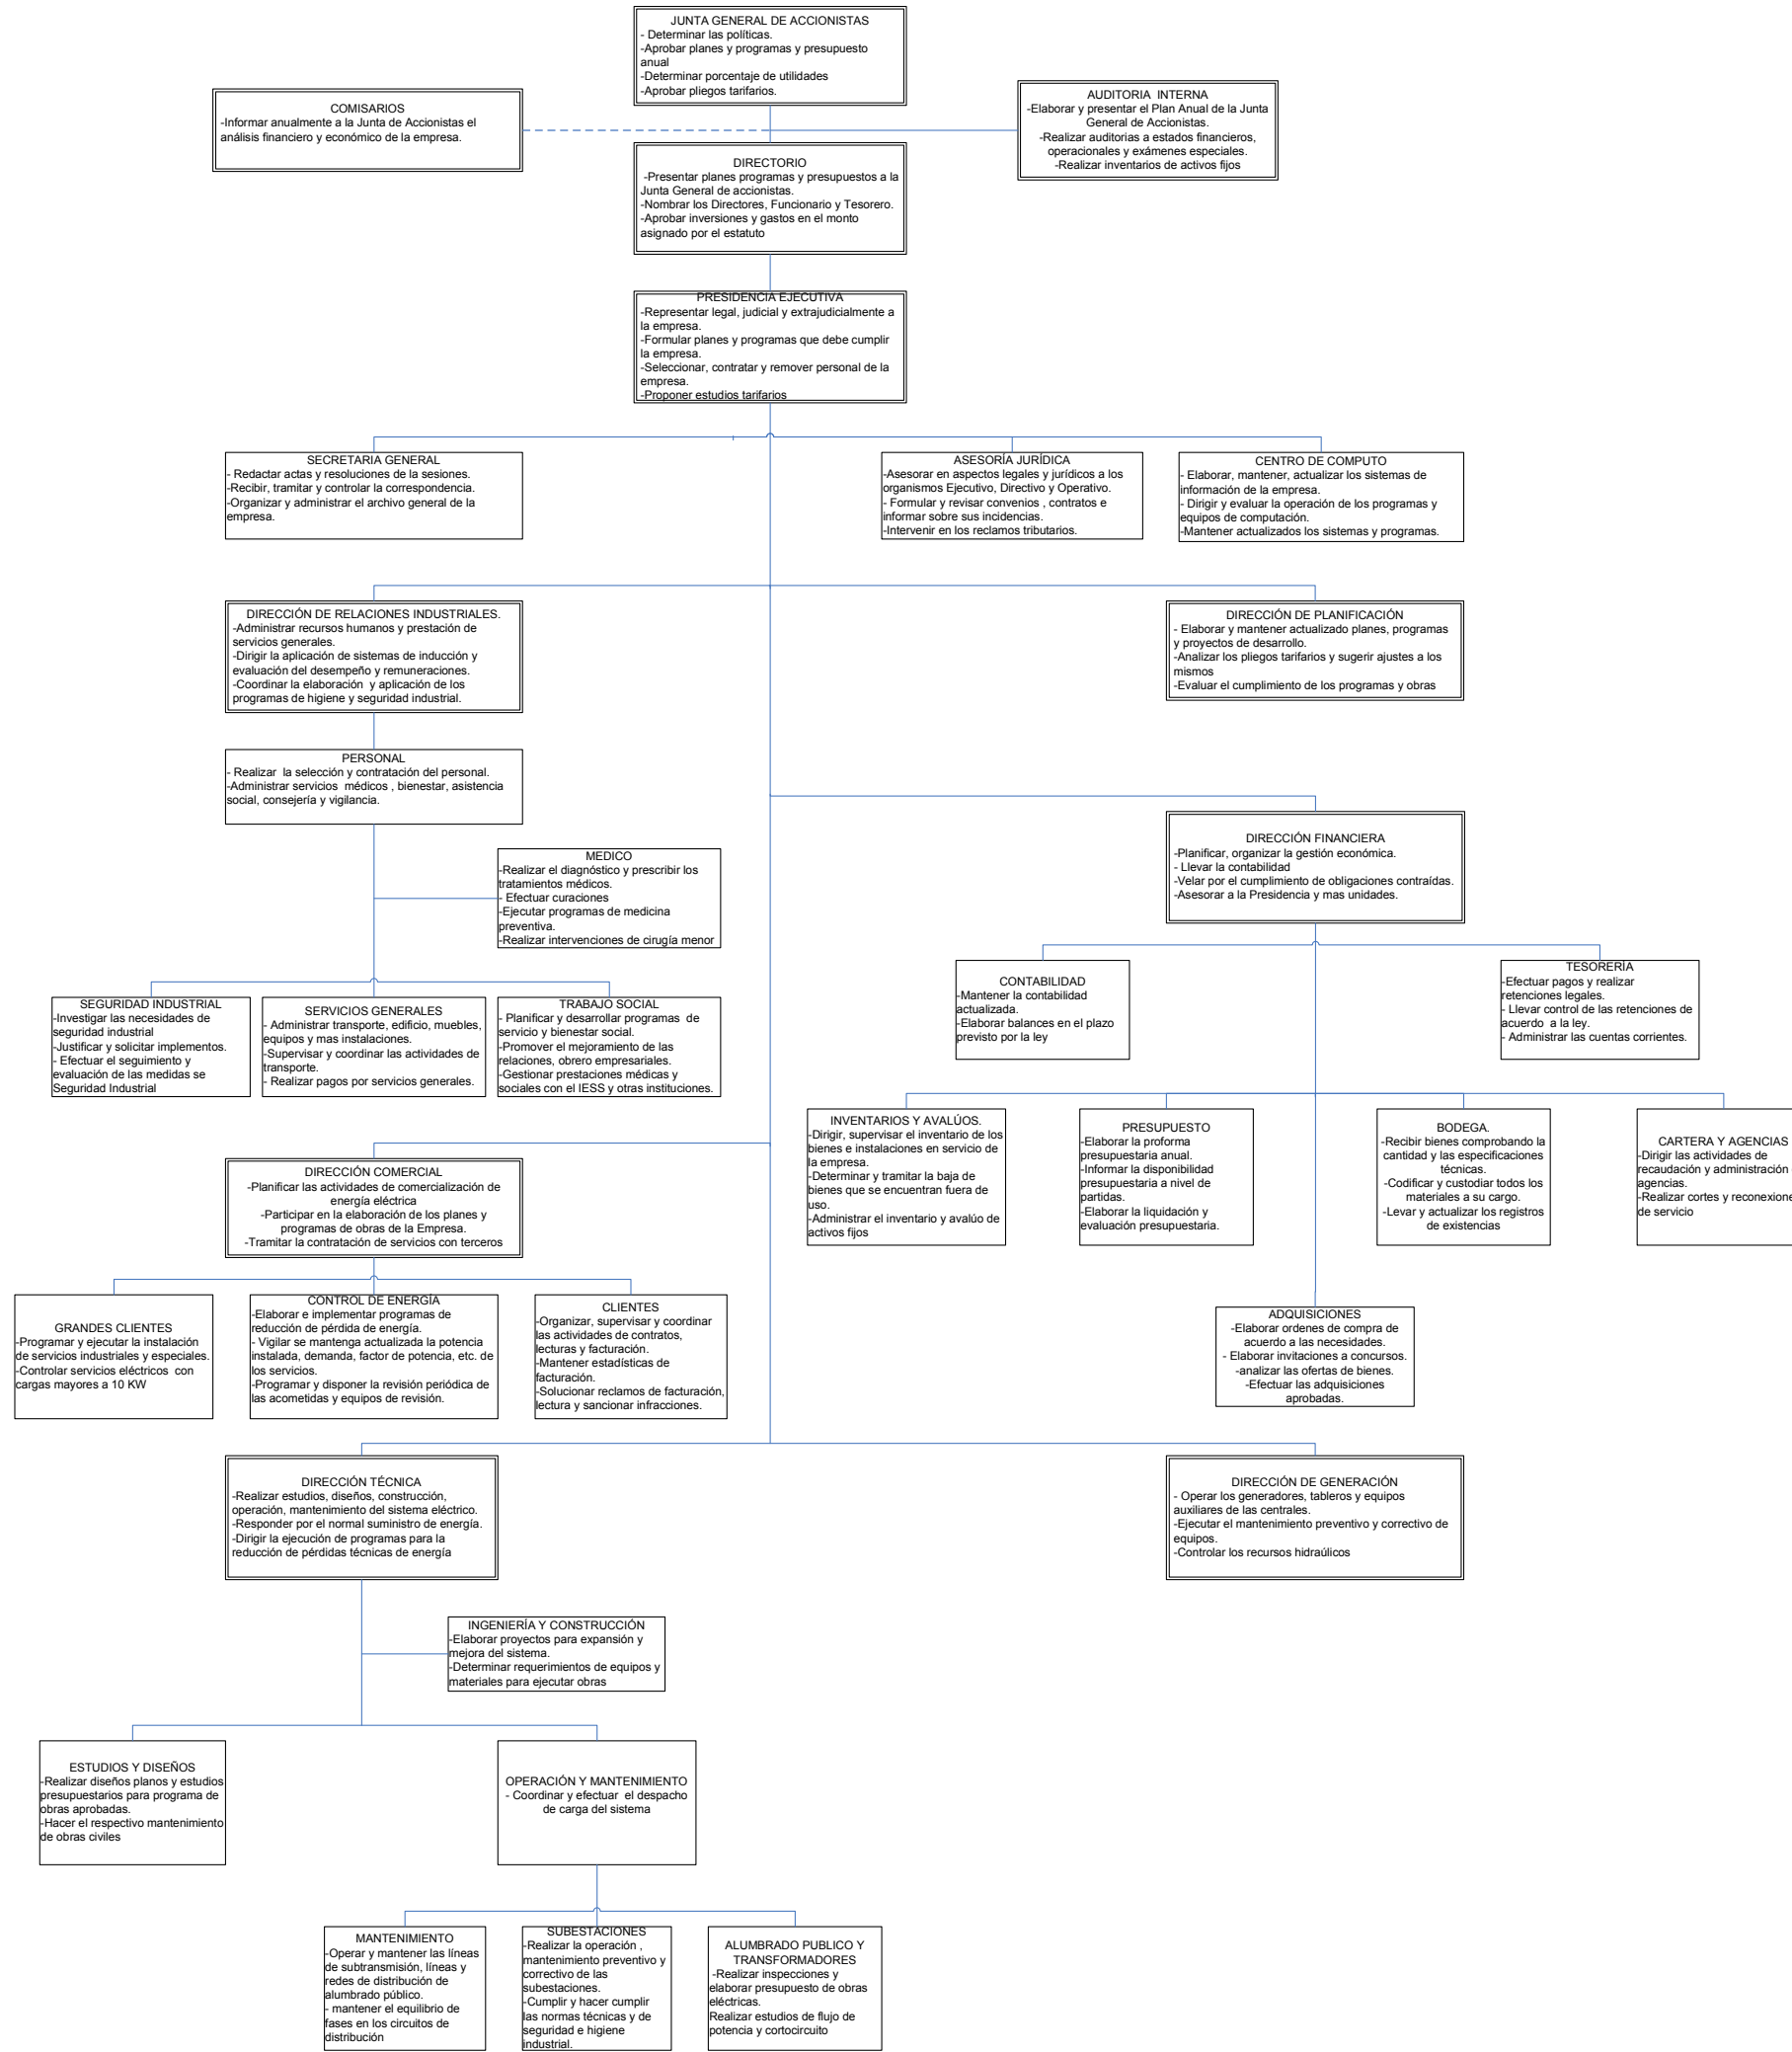 JUNTA GENERAL DE ACCIONISTAS
- Determinar las políticas.
-Aprobar planes y programas y presupuesto
anual
-Determinar porcentaje de utilidades
-Aprobar pliegos tarifarios.
COMISARIOS
-Informar anualmente a la Junta de Accionistas el
análisis financiero y económico de la empresa.
AUDITORIA INTERNA
-Elaborar y presentar el Plan Anual de la Junta
General de Accionistas.
-Realizar auditorias a estados financieros,
operacionales y exámenes especiales.
-Realizar inventarios de activos fijos
DIRECTORIO
-Presentar planes programas y presupuestos a la
Junta General de accionistas.
-Nombrar los Directores, Funcionario y Tesorero.
-Aprobar inversiones y gastos en el monto
asignado por el estatuto
PRESIDENCIA EJECUTIVA
-Representar legal, judicial y extrajudicialmente a
la empresa.
-Formular planes y programas que debe cumplir
la empresa.
-Seleccionar, contratar y remover personal de la
empresa.
-Proponer estudios tarifarios
SECRETARIA GENERAL
- Redactar actas y resoluciones de la sesiones.
-Recibir, tramitar y controlar la correspondencia.
-Organizar y administrar el archivo general de la
empresa.
ASESORÍA JURÍDICA
-Asesorar en aspectos legales y jurídicos a los
organismos Ejecutivo, Directivo y Operativo.
- Formular y revisar convenios , contratos e
informar sobre sus incidencias.
-Intervenir en los reclamos tributarios.
CENTRO DE COMPUTO
- Elaborar, mantener, actualizar los sistemas de
información de la empresa.
- Dirigir y evaluar la operación de los programas y
equipos de computación.
-Mantener actualizados los sistemas y programas.
DIRECCIÓN DE RELACIONES INDUSTRIALES.
-Administrar recursos humanos y prestación de
servicios generales.
-Dirigir la aplicación de sistemas de inducción y
evaluación del desempeño y remuneraciones.
-Coordinar la elaboración y aplicación de los
programas de higiene y seguridad industrial.
DIRECCIÓN DE PLANIFICACIÓN
- Elaborar y mantener actualizado planes, programas
y proyectos de desarrollo.
-Analizar los pliegos tarifarios y sugerir ajustes a los
mismos
-Evaluar el cumplimiento de los programas y obras
PERSONAL
- Realizar la selección y contratación del personal.
-Administrar servicios médicos , bienestar, asistencia
social, consejería y vigilancia.
MEDICO
-Realizar el diagnóstico y prescribir los
tratamientos médicos.
- Efectuar curaciones
-Ejecutar programas de medicina
preventiva.
-Realizar intervenciones de cirugía menor
DIRECCIÓN FINANCIERA
-Planificar, organizar la gestión económica.
- Llevar la contabilidad
-Velar por el cumplimiento de obligaciones contraídas.
-Asesorar a la Presidencia y mas unidades.
CONTABILIDAD
-Mantener la contabilidad
actualizada.
-Elaborar balances en el plazo
previsto por la ley
TESORERÍA
-Efectuar pagos y realizar
retenciones legales.
- Llevar control de las retenciones de
acuerdo a la ley.
- Administrar las cuentas corrientes.
SEGURIDAD INDUSTRIAL
-Investigar las necesidades de
seguridad industrial
-Justificar y solicitar implementos.
- Efectuar el seguimiento y
evaluación de las medidas se
Seguridad Industrial
SERVICIOS GENERALES
- Administrar transporte, edificio, muebles,
equipos y mas instalaciones.
-Supervisar y coordinar las actividades de
transporte.
- Realizar pagos por servicios generales.
TRABAJO SOCIAL
- Planificar y desarrollar programas de
servicio y bienestar social.
-Promover el mejoramiento de las
relaciones, obrero empresariales.
-Gestionar prestaciones médicas y
sociales con el IESS y otras instituciones.
INVENTARIOS Y AVALÚOS.
-Dirigir, supervisar el inventario de los
bienes e instalaciones en servicio de
la empresa.
-Determinar y tramitar la baja de
bienes que se encuentran fuera de
uso.
-Administrar el inventario y avalúo de
activos fijos
PRESUPUESTO
-Elaborar la proforma
presupuestaria anual.
-Informar la disponibilidad
presupuestaria a nivel de
partidas.
-Elaborar la liquidación y
evaluación presupuestaria.
BODEGA.
-Recibir bienes comprobando la
cantidad y las especificaciones
técnicas.
-Codificar y custodiar todos los
materiales a su cargo.
-Levar y actualizar los registros
de existencias
CARTERA Y AGENCIAS
-Dirigir las actividades de
recaudación y administración
agencias.
-Realizar cortes y reconexione
de servicio
DIRECCIÓN COMERCIAL
-Planificar las actividades de comercialización de
energía eléctrica
-Participar en la elaboración de los planes y
programas de obras de la Empresa.
-Tramitar la contratación de servicios con terceros
GRANDES CLIENTES
-Programar y ejecutar la instalación
de servicios industriales y especiales.
-Controlar servicios eléctricos con
cargas mayores a 10 KW
CONTROL DE ENERGÍA
-Elaborar e implementar programas de
reducción de pérdida de energía.
- Vigilar se mantenga actualizada la potencia
instalada, demanda, factor de potencia, etc. de
los servicios.
-Programar y disponer la revisión periódica de
las acometidas y equipos de revisión.
CLIENTES
-Organizar, supervisar y coordinar
las actividades de contratos,
lecturas y facturación.
-Mantener estadísticas de
facturación.
-Solucionar reclamos de facturación,
lectura y sancionar infracciones.
ADQUISICIONES
-Elaborar ordenes de compra de
acuerdo a las necesidades.
- Elaborar invitaciones a concursos.
-analizar las ofertas de bienes.
-Efectuar las adquisiciones
aprobadas.
DIRECCIÓN TÉCNICA
-Realizar estudios, diseños, construcción,
operación, mantenimiento del sistema eléctrico.
-Responder por el normal suministro de energía.
-Dirigir la ejecución de programas para la
reducción de pérdidas técnicas de energía
DIRECCIÓN DE GENERACIÓN
- Operar los generadores, tableros y equipos
auxiliares de las centrales.
-Ejecutar el mantenimiento preventivo y correctivo de
equipos.
-Controlar los recursos hidraúlicos
INGENIERÍA Y CONSTRUCCIÓN
-Elaborar proyectos para expansión y
mejora del sistema.
-Determinar requerimientos de equipos y
materiales para ejecutar obras
ESTUDIOS Y DISEÑOS
-Realizar diseños planos y estudios
presupuestarios para programa de
obras aprobadas.
-Hacer el respectivo mantenimiento
de obras civiles
OPERACIÓN Y MANTENIMIENTO
- Coordinar y efectuar el despacho
de carga del sistema
MANTENIMIENTO
-Operar y mantener las líneas
de subtransmisión, líneas y
redes de distribución de
alumbrado público.
- mantener el equilibrio de
fases en los circuitos de
distribución
SUBESTACIONES
-Realizar la operación ,
mantenimiento preventivo y
correctivo de las
subestaciones.
-Cumplir y hacer cumplir
las normas técnicas y de
seguridad e higiene
industrial.
ALUMBRADO PUBLICO Y
TRANSFORMADORES
-Realizar inspecciones y
elaborar presupuesto de obras
eléctricas.
Realizar estudios de flujo de
potencia y cortocircuito